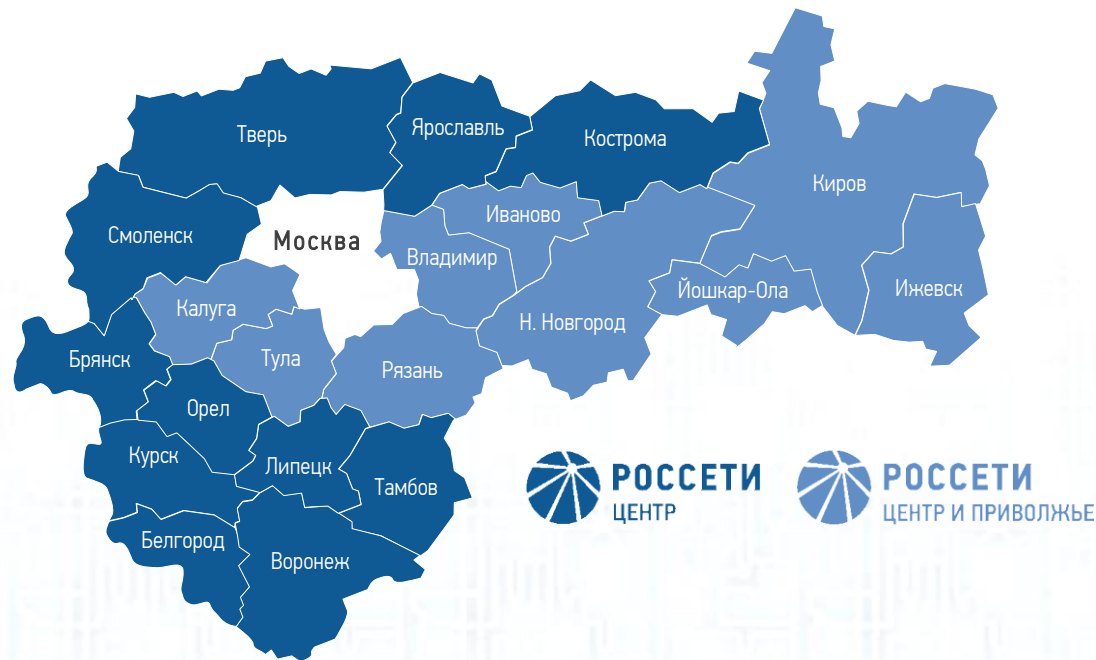 Тверь
Ярославль
Кострома
Киров
Смоленск
Москва
Иваново
Владимир
Калуга
Йошкар-Ола
Ижевск
Н. Новгород
Брянск
Тула
Рязань
Орел
Курск
Липецк
Тамбов
Белгород
Воронеж
РОССЕТИ
ЦЕНТР
РОССЕТИ
ЦЕНТР И ПРИВОЛЖЬЕ